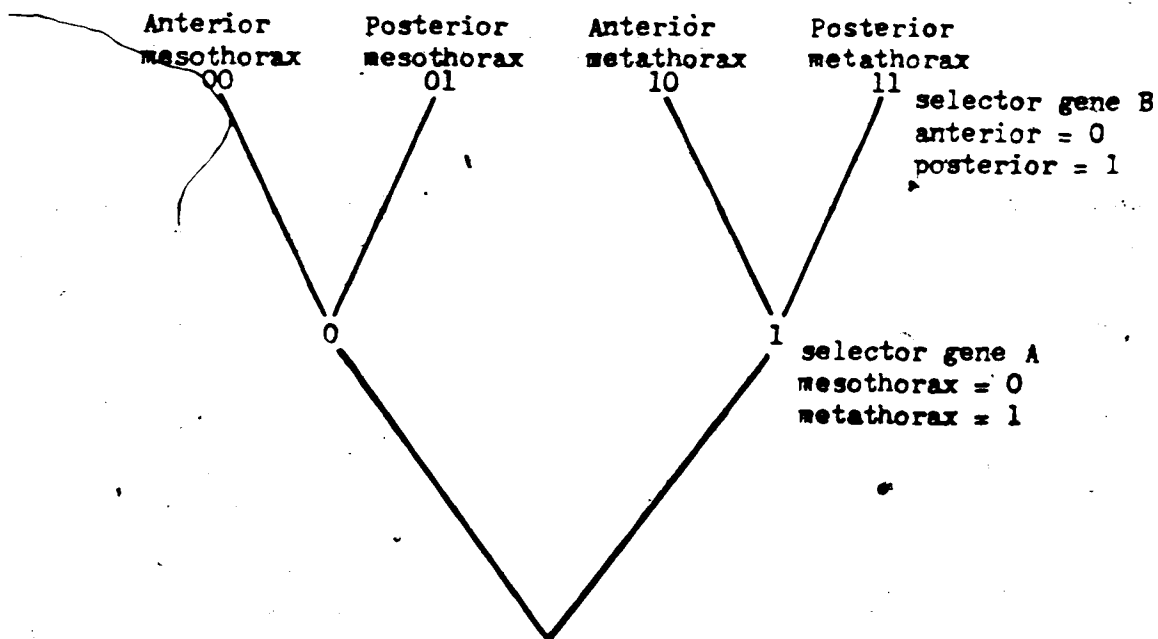 Anterior mesothorax
00
Posterior mesothorax
01
Anterior metathorax
10
Posterior metathorax
11
selector gene B
anterior = 0
posterior = 1
0
1
selector gene A
mesothorax = 0
metathorax = 1